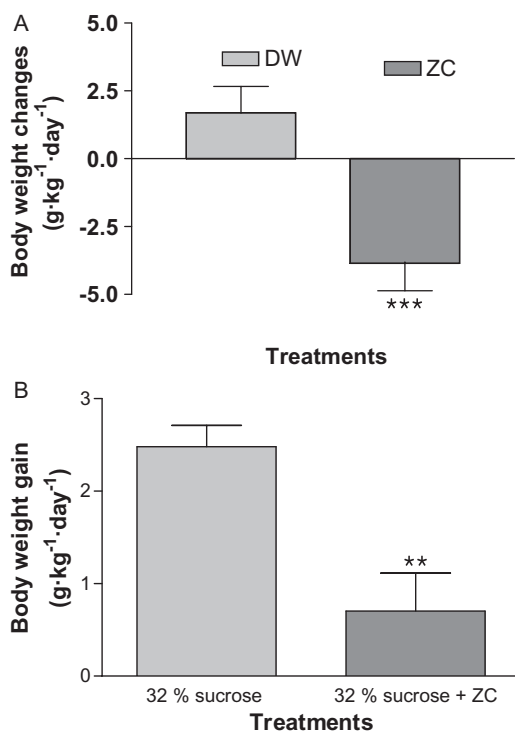 A
Body weight changes
(g·kg⁻¹·day⁻¹)
5.0
2.5
0.0
-2.5
-5.0
DW
ZC
***
Treatments
B
Body weight gain
(g·kg⁻¹·day⁻¹)
3
2
1
0
**
32 % sucrose
32 % sucrose + ZC
Treatments